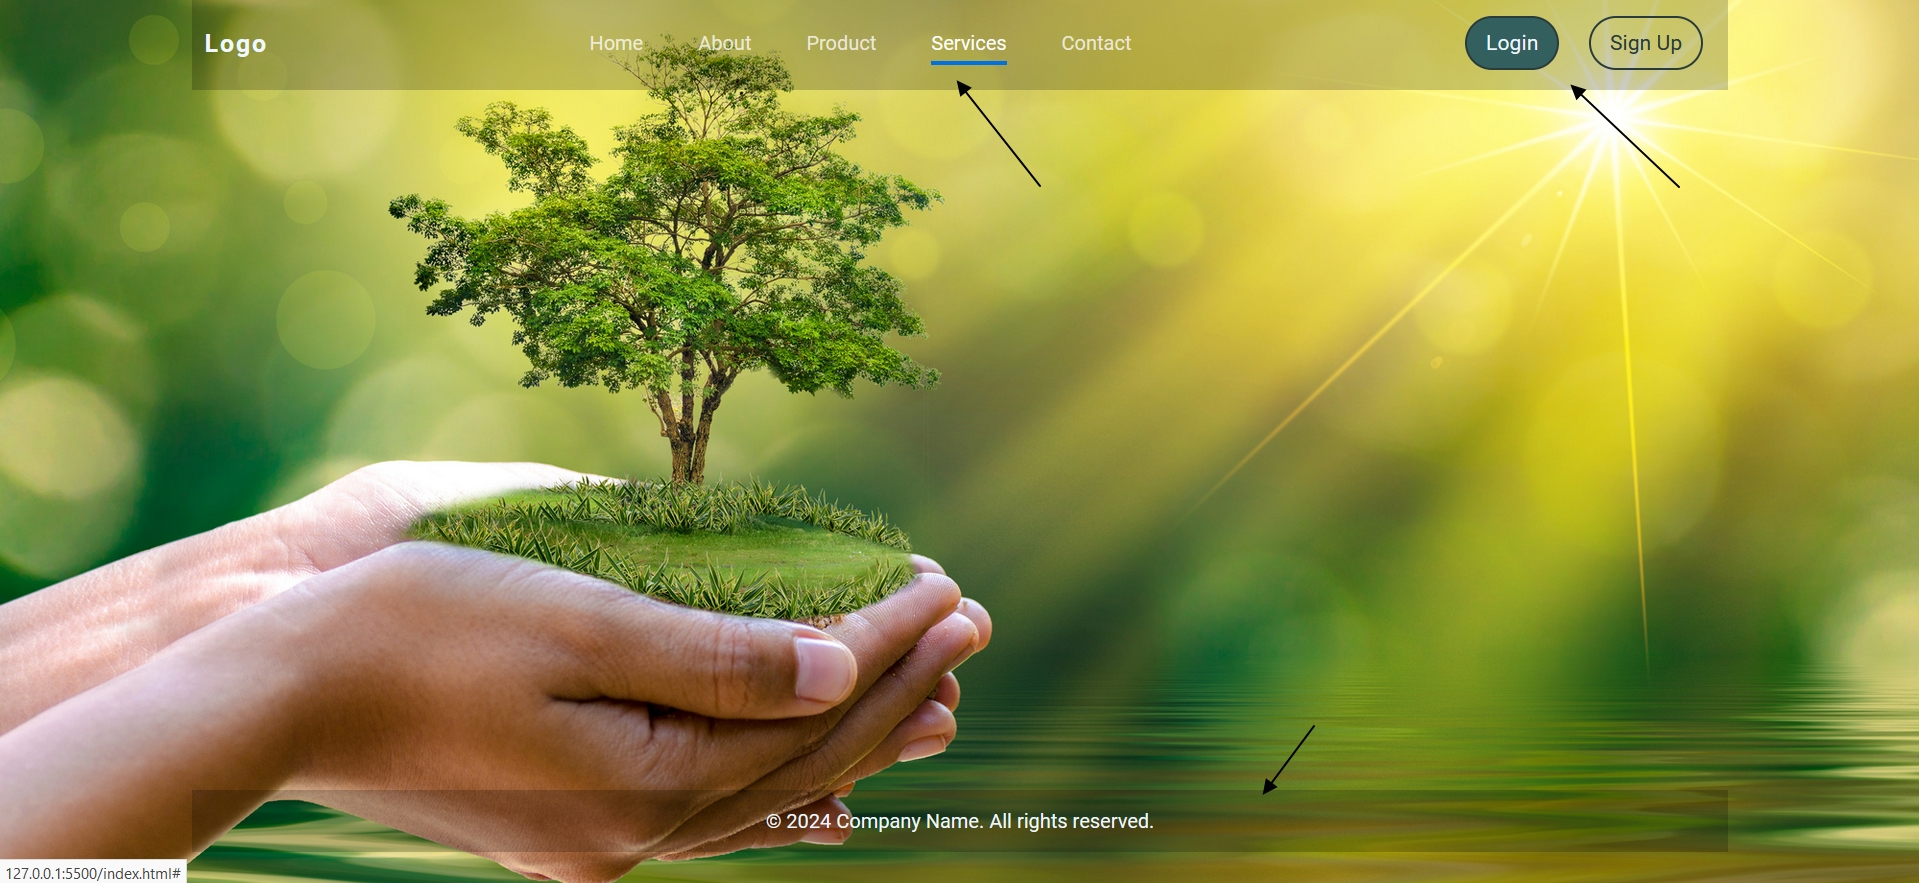 Logo
Home About Product Services Contact
Login Sign Up
© 2024 Company Name. All rights reserved.
127.0.0.1:5500/index.html#